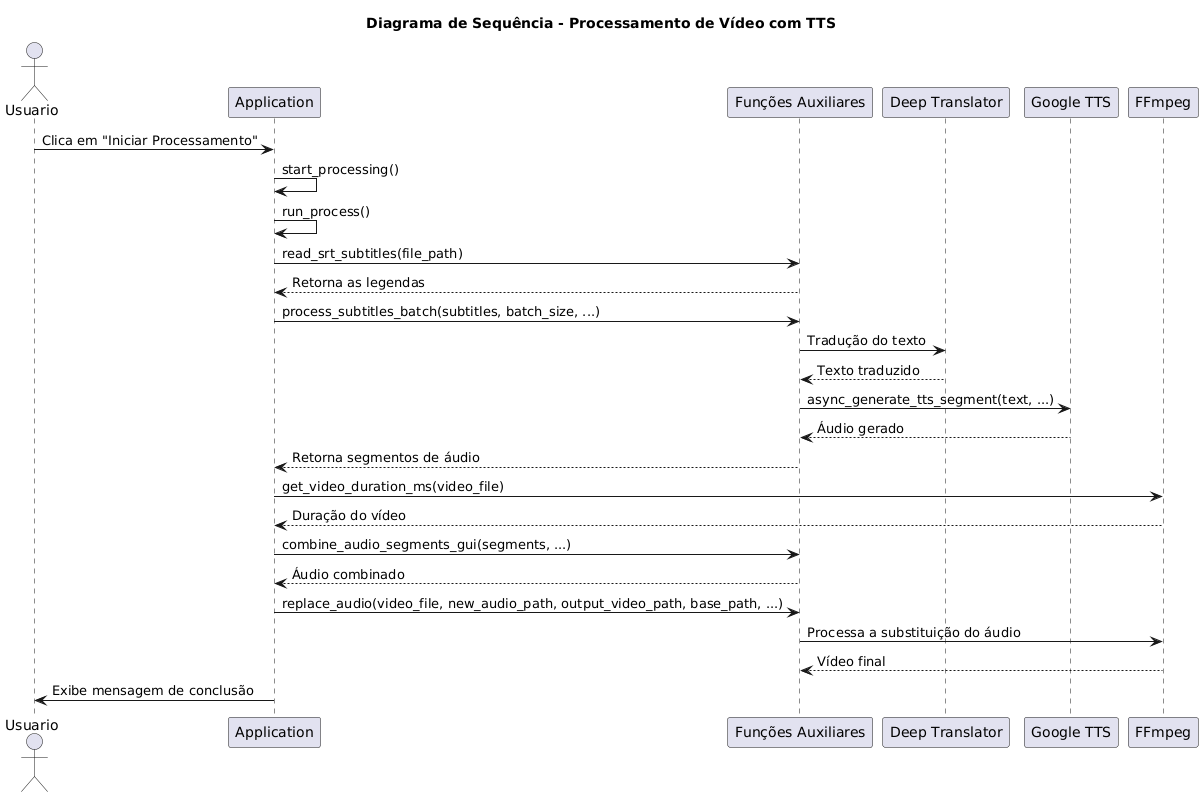 Diagrama de Sequência - Processamento de Vídeo com TTS
Usuario
Application
Funções Auxiliares
Deep Translator
Google TTS
FFmpeg
Clica em "Iniciar Processamento"
start_processing()
run_process()
read_srt_subtitles(file_path)
Retorna as legendas
process_subtitles_batch(subtitles, batch_size, ...)
Tradução do texto
Texto traduzido
async_generate_tts_segment(text, ...)
Áudio gerado
Retorna segmentos de áudio
get_video_duration_ms(video_file)
Duração do vídeo
combine_audio_segments_gui(segments, ...)
Áudio combinado
replace_audio(video_file, new_audio_path, output_video_path, base_path, ...)
Processa a substituição do áudio
Vídeo final
Exibe mensagem de conclusão
Usuario
Application
Funções Auxiliares
Deep Translator
Google TTS
FFmpeg